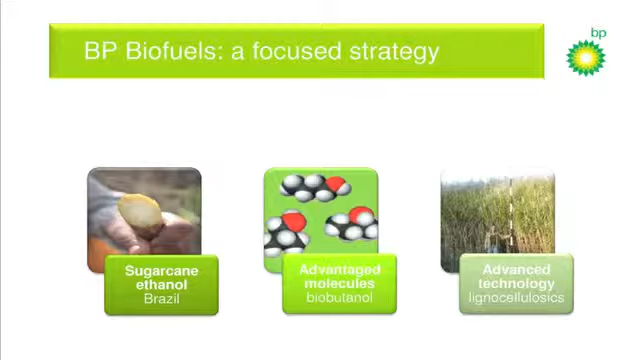 BP Biofuels: a focused strategy
bp
Sugarcane
ethanol
Brazil
Advantaged
molecules
biobutanol
Advanced
technology
lignocellulosics